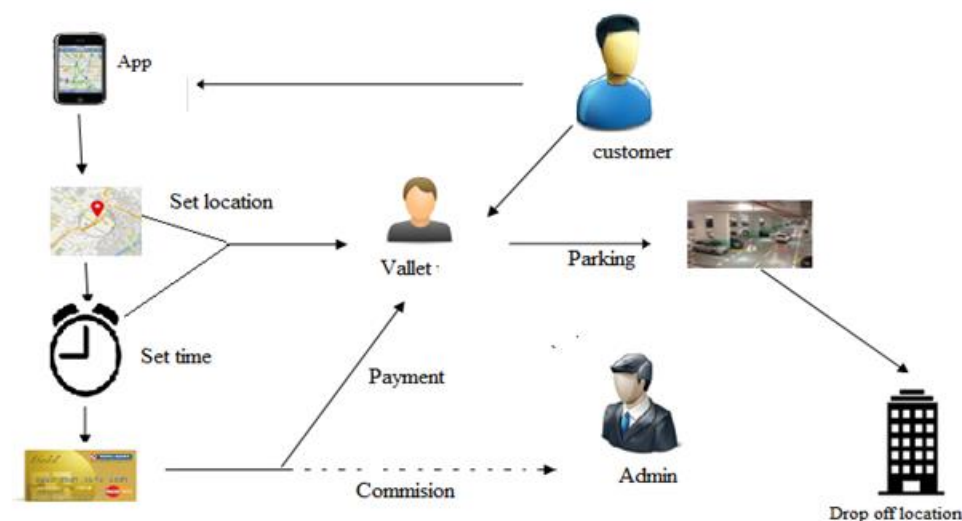 App
customer
Set location
Vallet
Parking
Set time
Payment
Admin
Commision
Drop off location